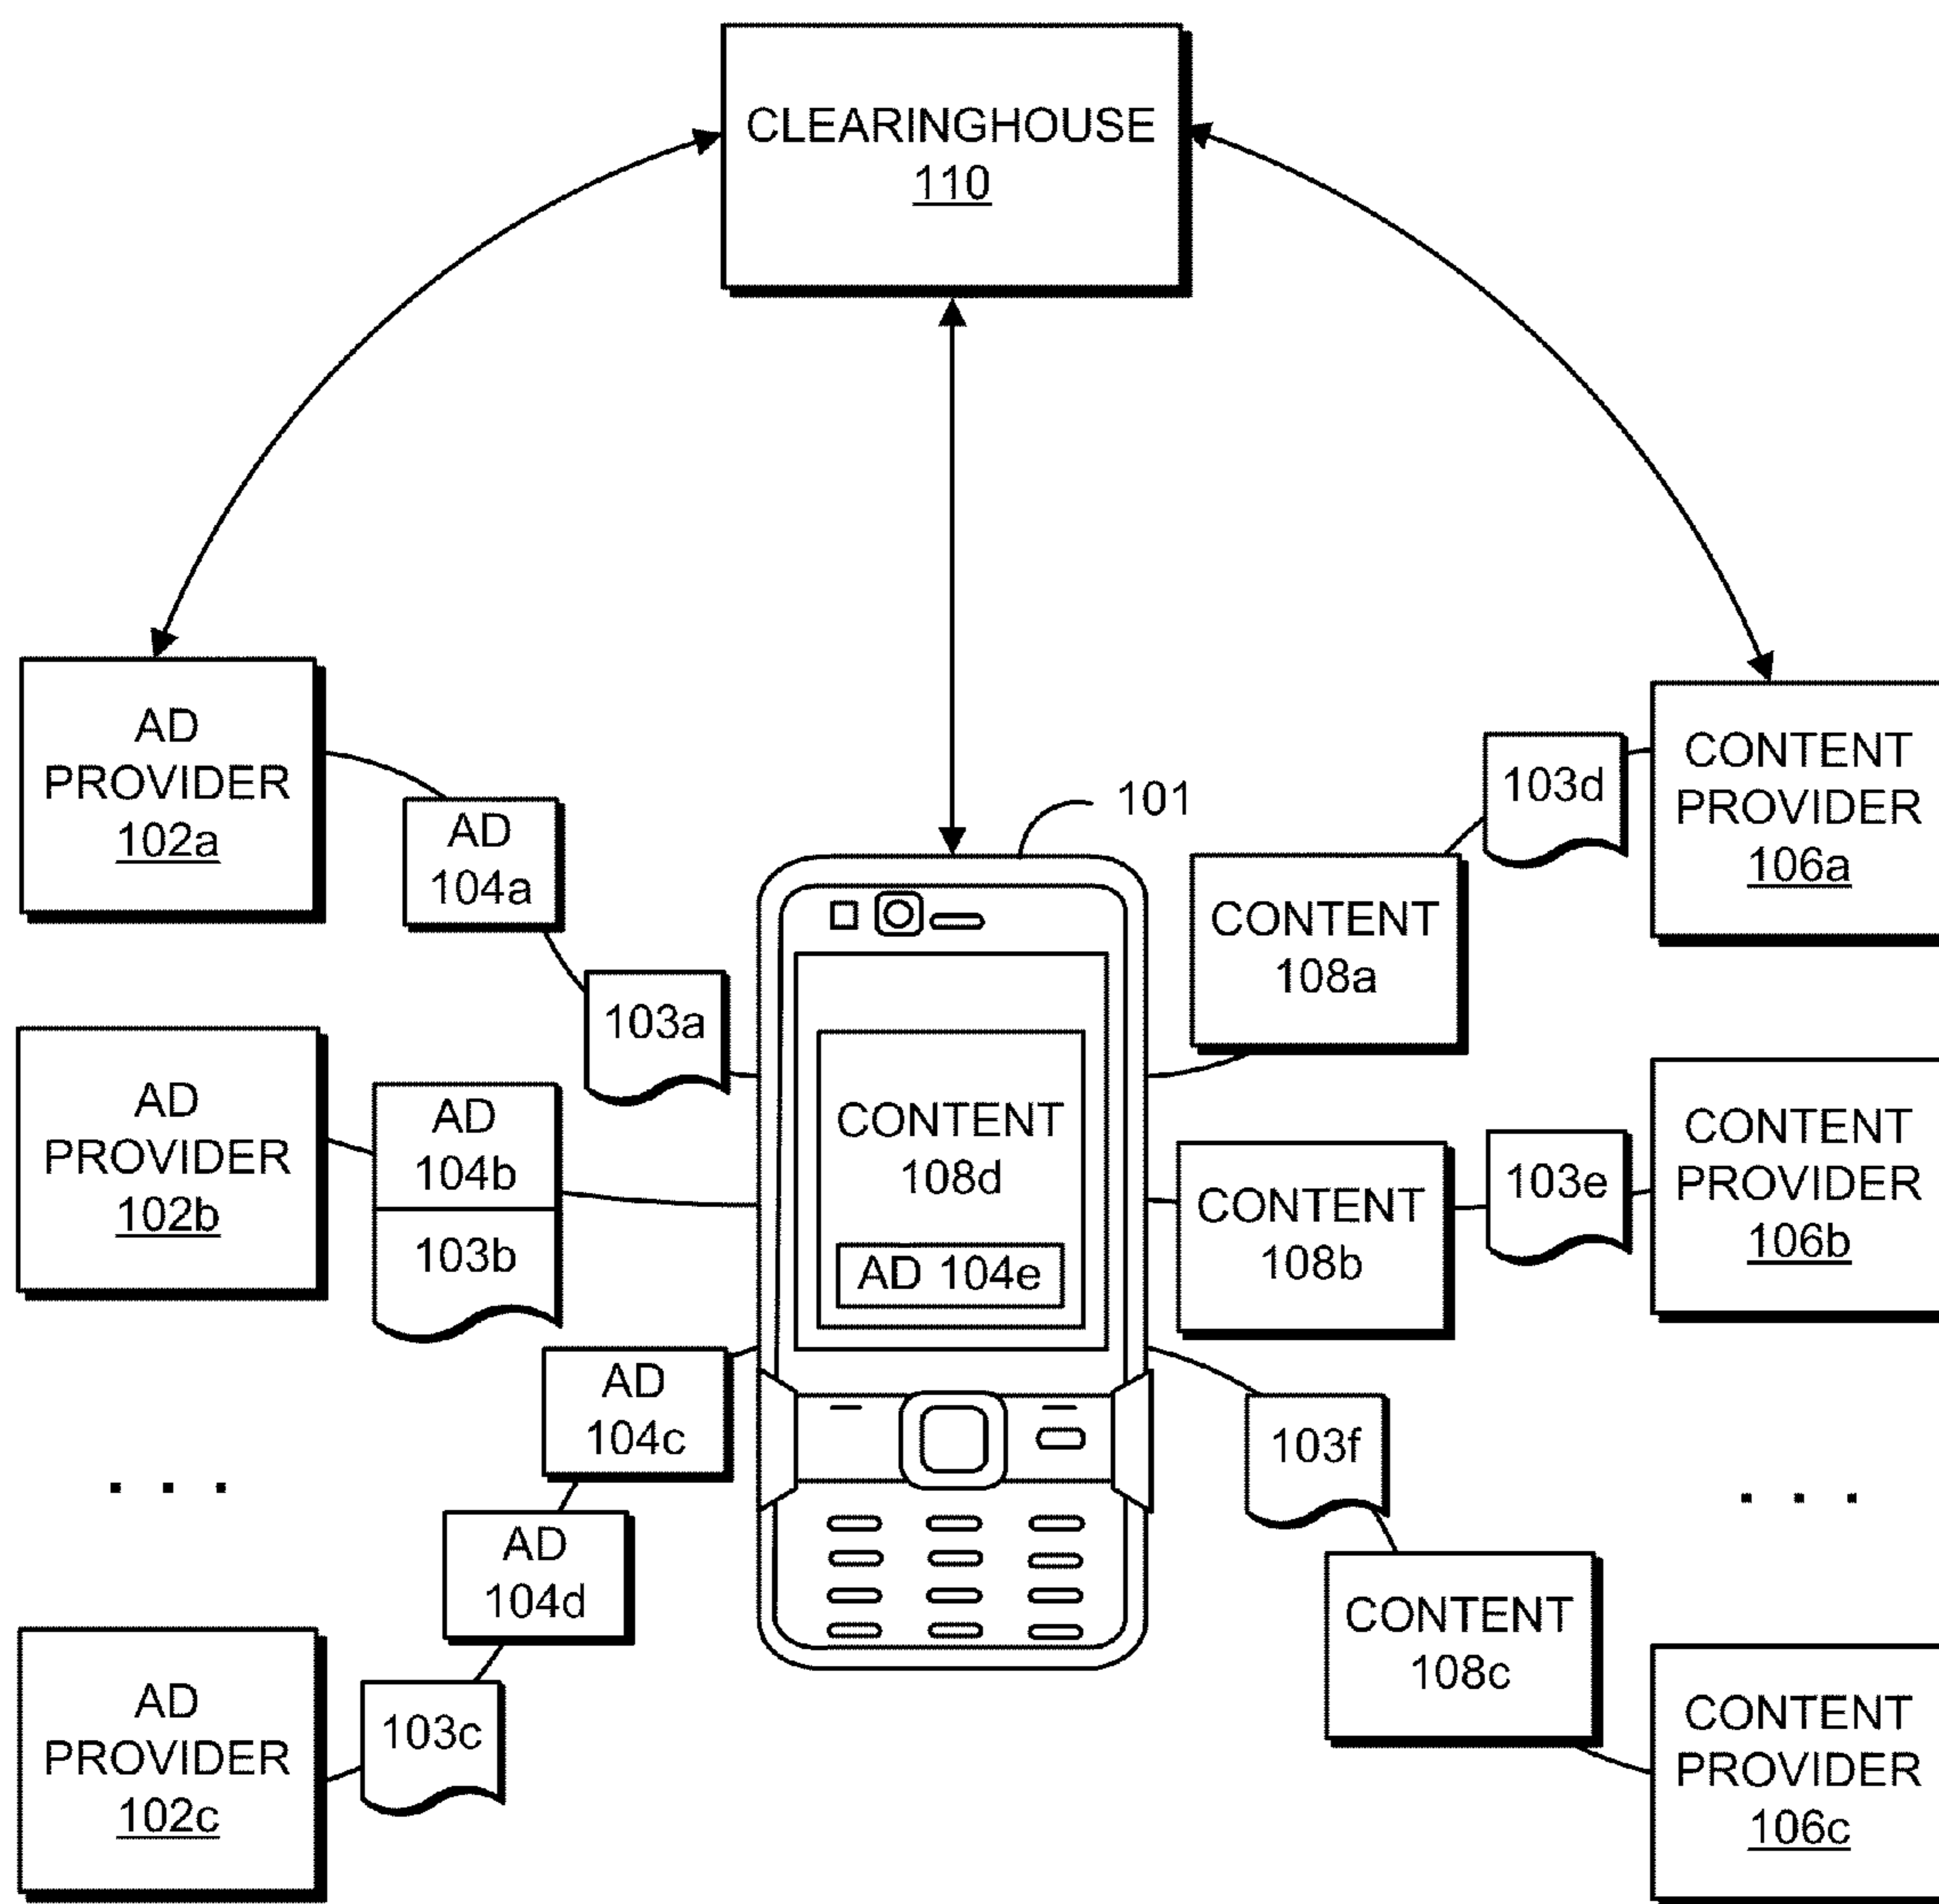 CLEARINGHOUSE
110
AD
PROVIDER
102a
AD
104a
103a
101
103d
CONTENT
PROVIDER
106a
CONTENT
108a
AD
PROVIDER
102b
AD
104b
103b
CONTENT
108d
AD 104e
CONTENT
108b
103e
CONTENT
PROVIDER
106b
AD
104c
103f
. . .
. . .
AD
104d
AD
PROVIDER
102c
103c
CONTENT
108c
CONTENT
PROVIDER
106c